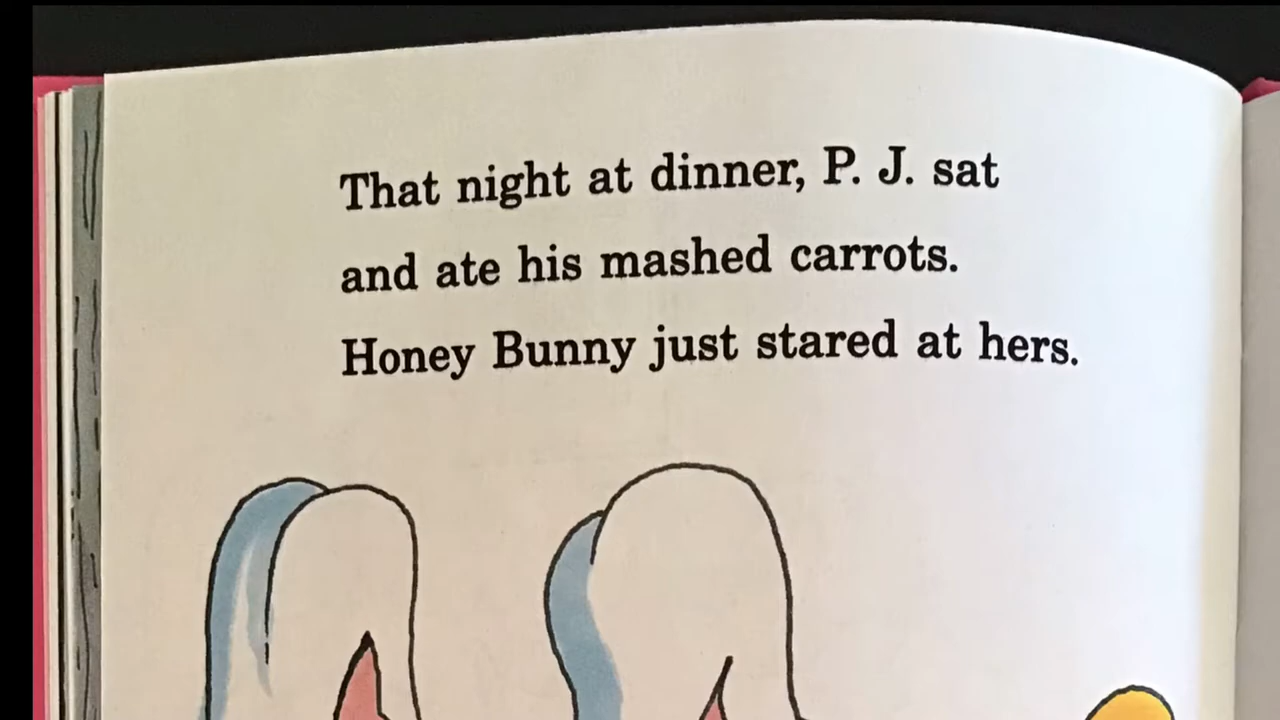 That night at dinner, P. J. sat
and ate his mashed carrots.
Honey Bunny just stared at hers.